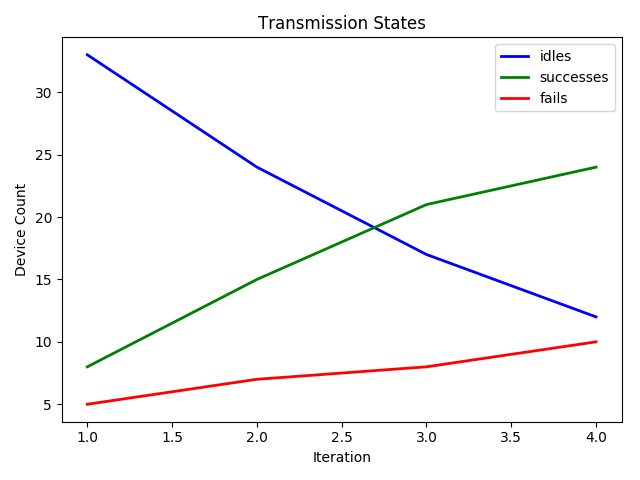 Transmission States
idles
successes
fails
Device Count
30
25
20
15
10
5
1.0 1.5 2.0 2.5 3.0 3.5 4.0
Iteration